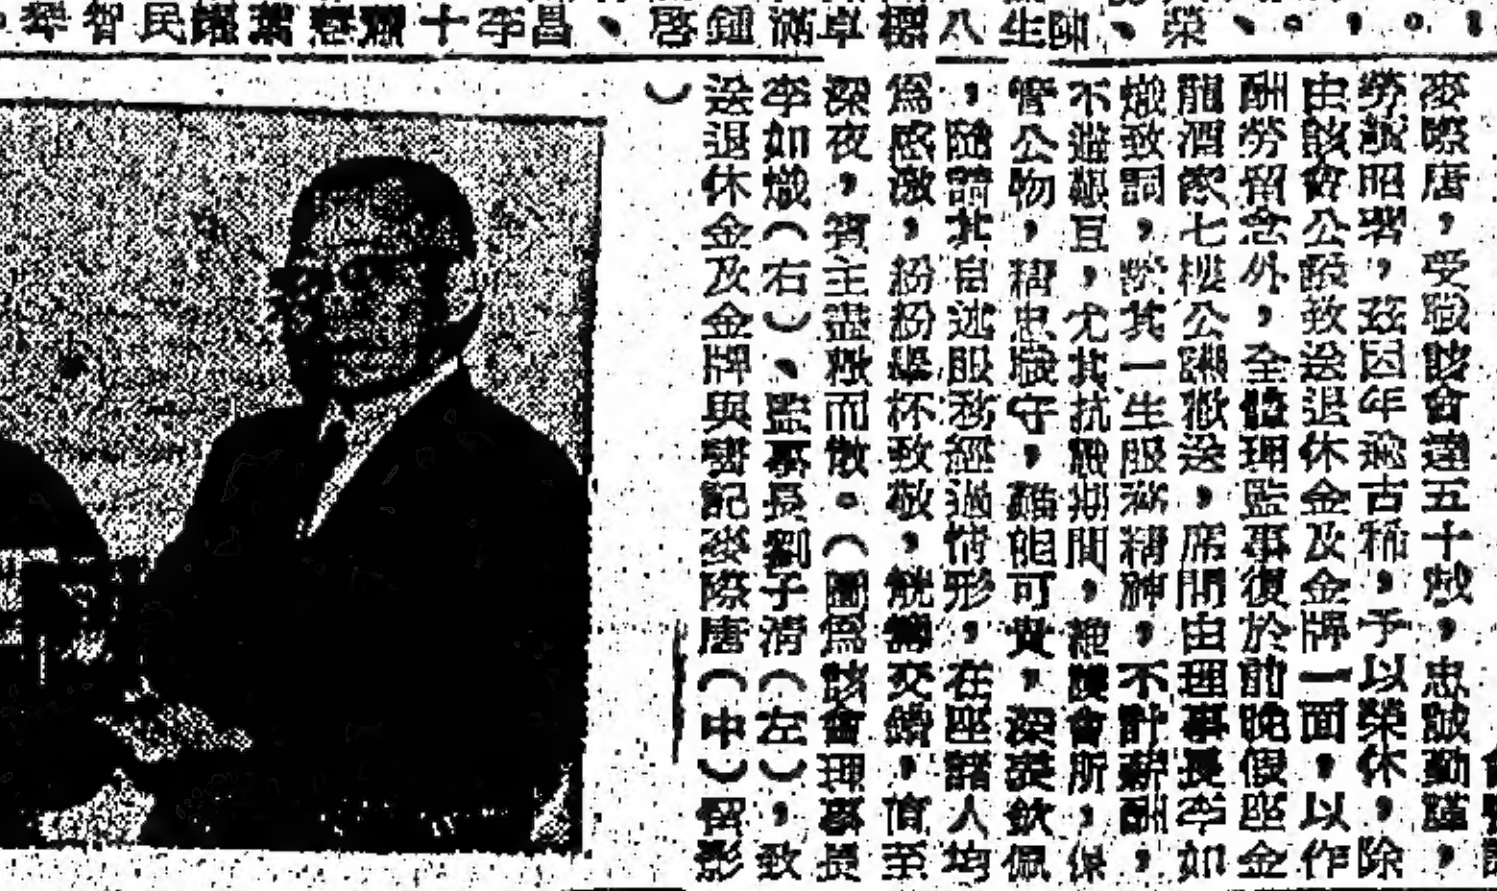 麥際唐，受職該會達五十載，忠誠勤謹，
勞績昭著，茲因年逾古稀，予以榮休，除
由該會公議致送退休金及金牌一面，以作
酬勞留念外，全體理監事復於前晚假座金
龍酒家七樓公讌歡送，席間由理事長李如
熾致詞，於其一生服務精神，不計薪酬，
不避艱巨，尤其抗戰期間，維護會所，保
管公物，精忠職守，難能可貴，深表欽佩
，隨請其自述服務經過情形，在座諸人均
為感激，紛紛舉杯致敬，觥籌交錯，直至
深夜，賓主盡歡而散。（圖為該會理事長
李如熾（右）、監事長劉子清（左），致
送退休金及金牌與書記麥際唐（中）留影
）